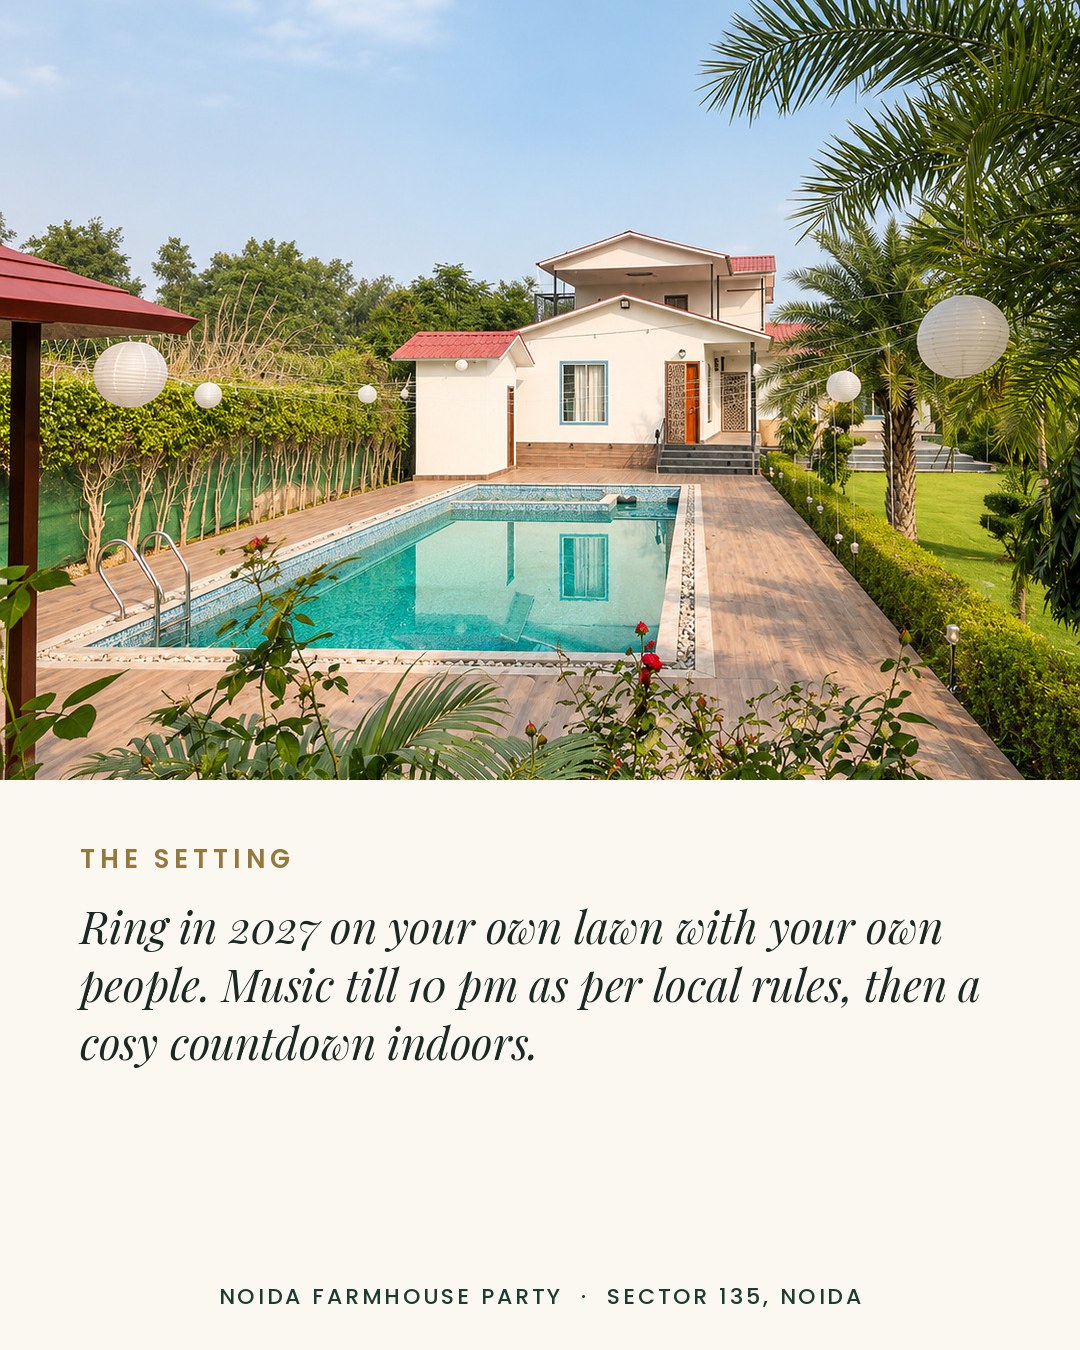 THE SETTING
Ring in 2027 on your own lawn with your own
people. Music till 10 pm as per local rules, then a
cosy countdown indoors.
NOIDA FARMHOUSE PARTY · SECTOR 135, NOIDA